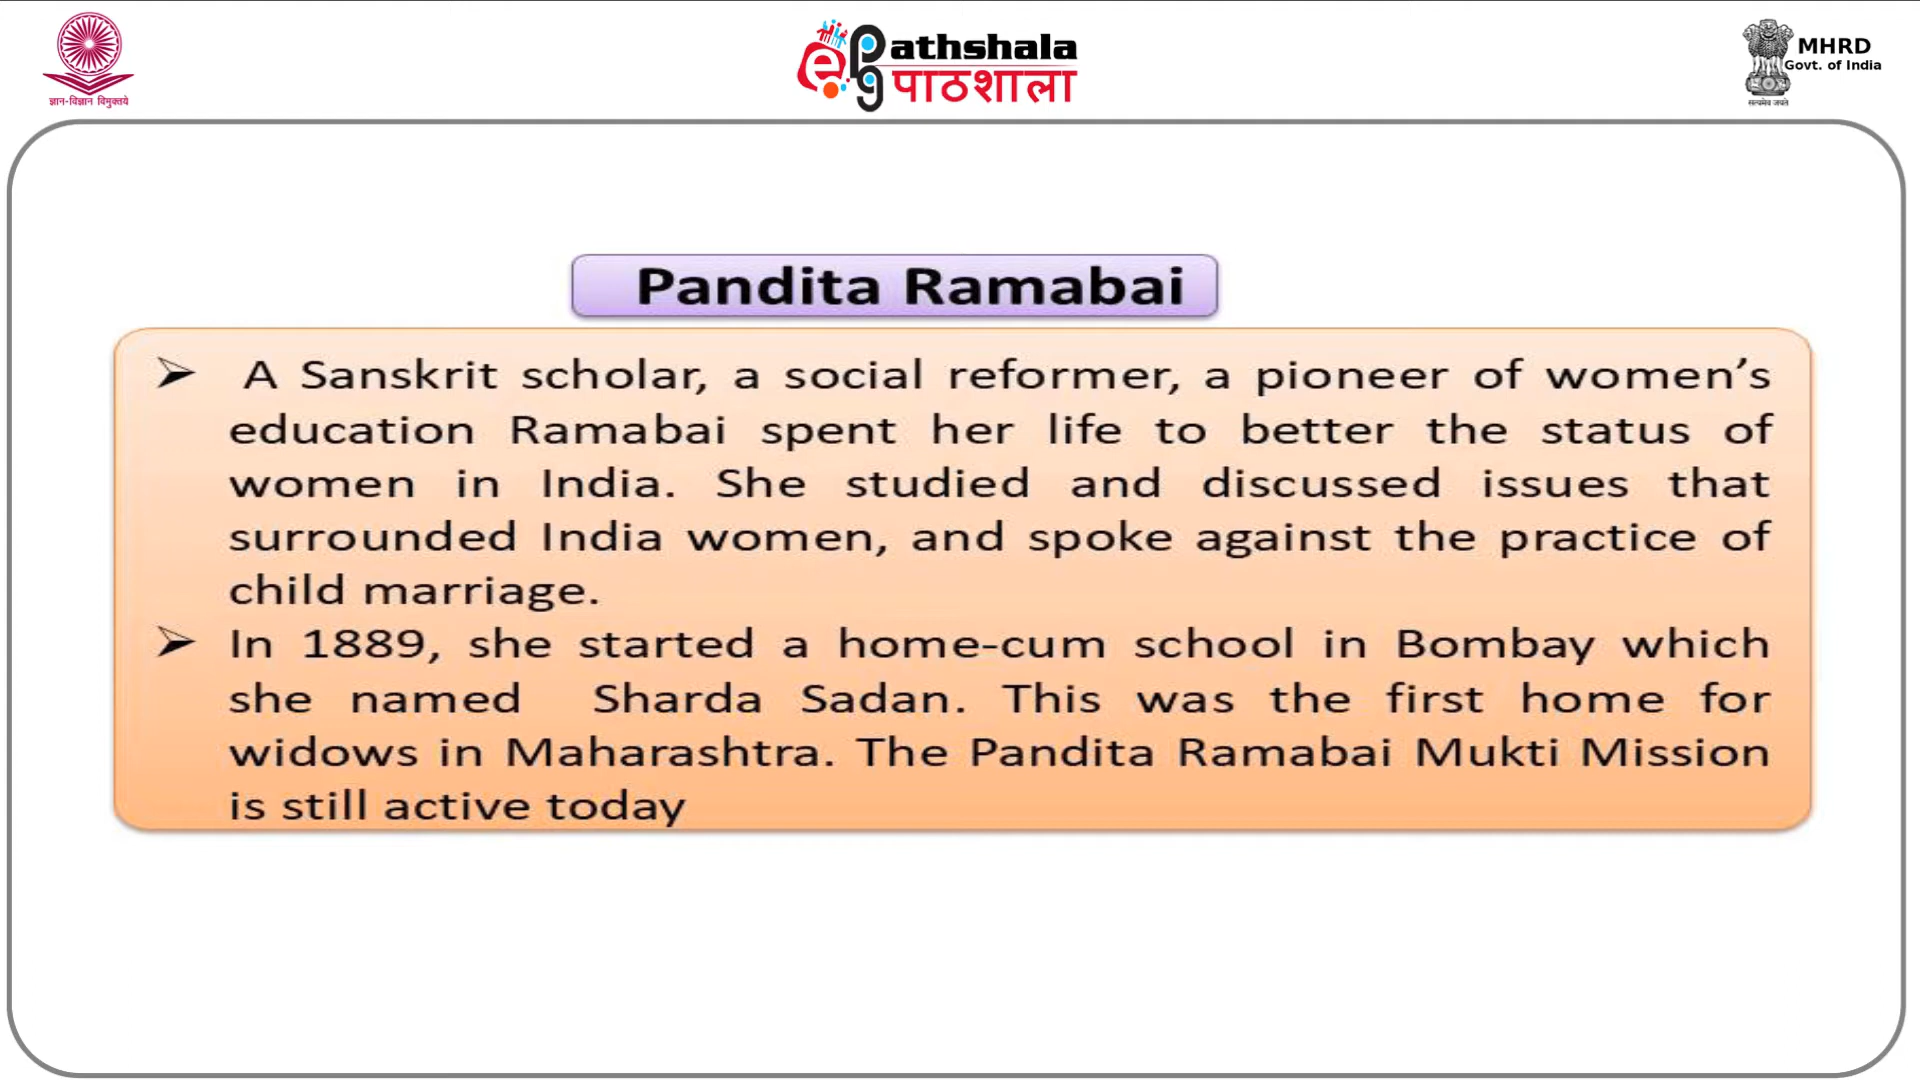 ज्ञान-विज्ञान विमुक्तये
ePG Pathshala
पाठशाला
MHRD
Govt. of India
सत्यमेव जयते
Pandita Ramabai
➢ A Sanskrit scholar, a social reformer, a pioneer of women’s
education Ramabai spent her life to better the status of
women in India. She studied and discussed issues that
surrounded India women, and spoke against the practice of
child marriage.
➢ In 1889, she started a home-cum school in Bombay which
she named Sharda Sadan. This was the first home for
widows in Maharashtra. The Pandita Ramabai Mukti Mission
is still active today